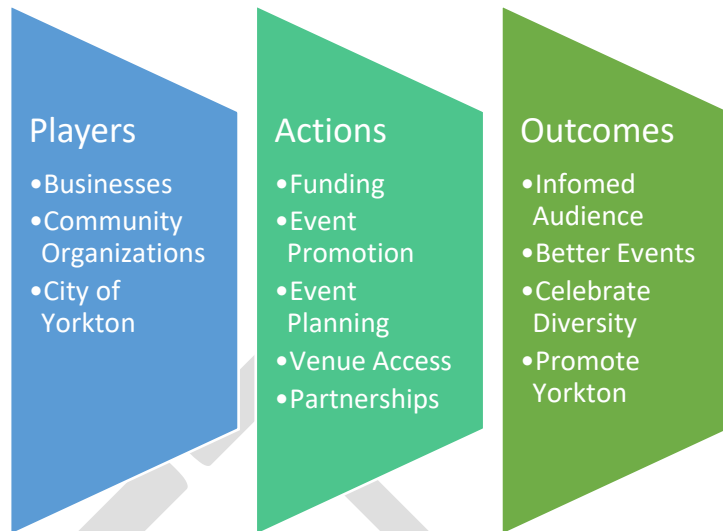 Players
•Businesses
•Community
Organizations
•City of
Yorkton
Actions
•Funding
•Event
Promotion
•Event
Planning
•Venue Access
•Partnerships
Outcomes
•Infomed
Audience
•Better Events
•Celebrate
Diversity
•Promote
Yorkton